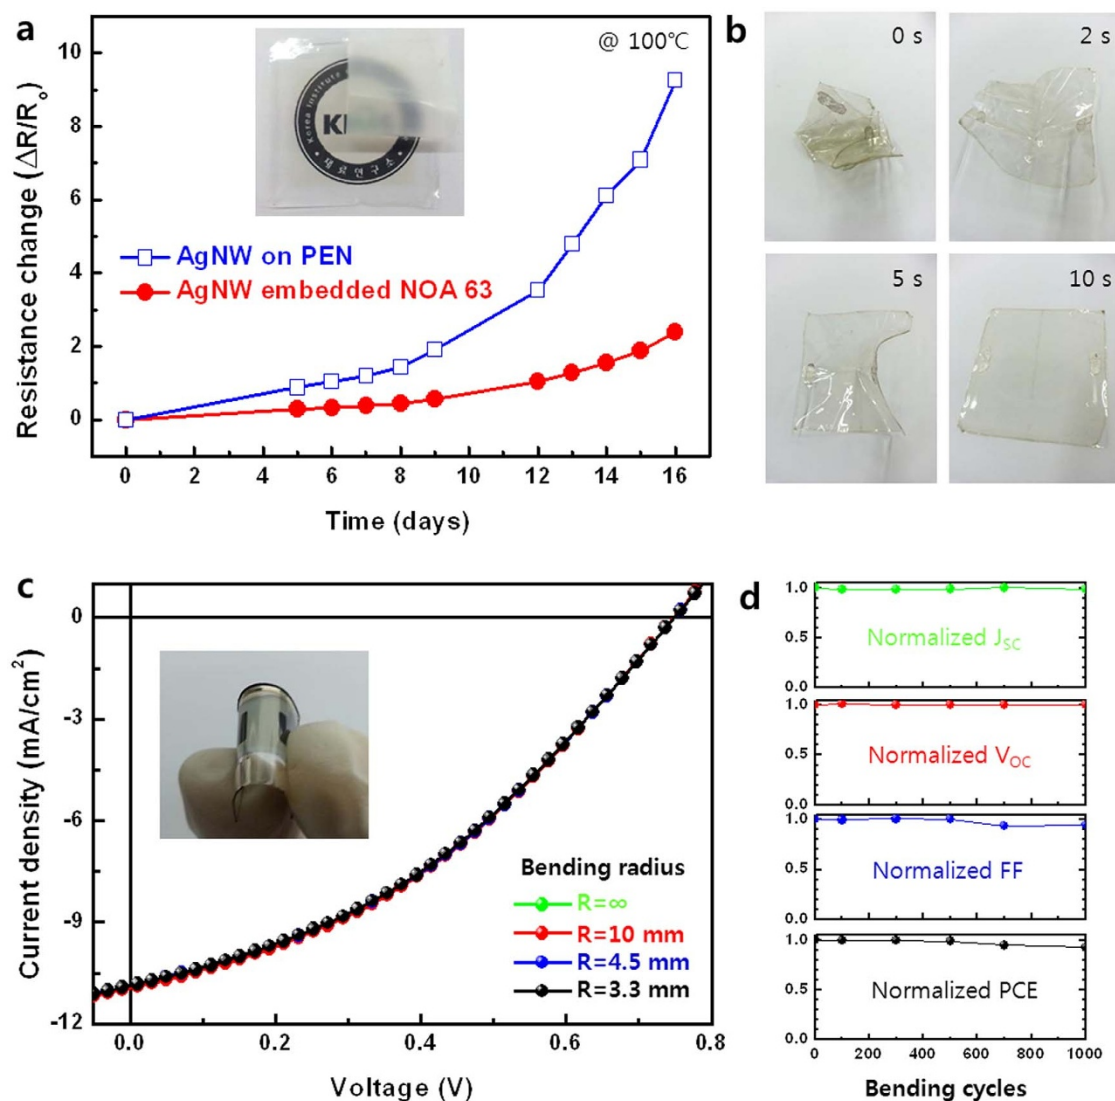 a
@ 100℃
Korea Institute
KI
재료연구소
AgNW on PEN
AgNW embedded NOA 63
Resistance change (ΔR/R₀)
10
8
6
4
2
0
0 2 4 6 8 10 12 14 16
Time (days)
b
0 s
2 s
5 s
10 s
c
Current density (mA/cm²)
0
-3
-6
-9
-12
Bending radius
R=∞
R=10 mm
R=4.5 mm
R=3.3 mm
0.0 0.2 0.4 0.6 0.8
Voltage (V)
d
1.0
0.5
0.0
Normalized J_SC
1.0
0.5
0.0
Normalized V_OC
1.0
0.5
0.0
Normalized FF
1.0
0.5
0.0
Normalized PCE
0 200 400 600 800 1000
Bending cycles